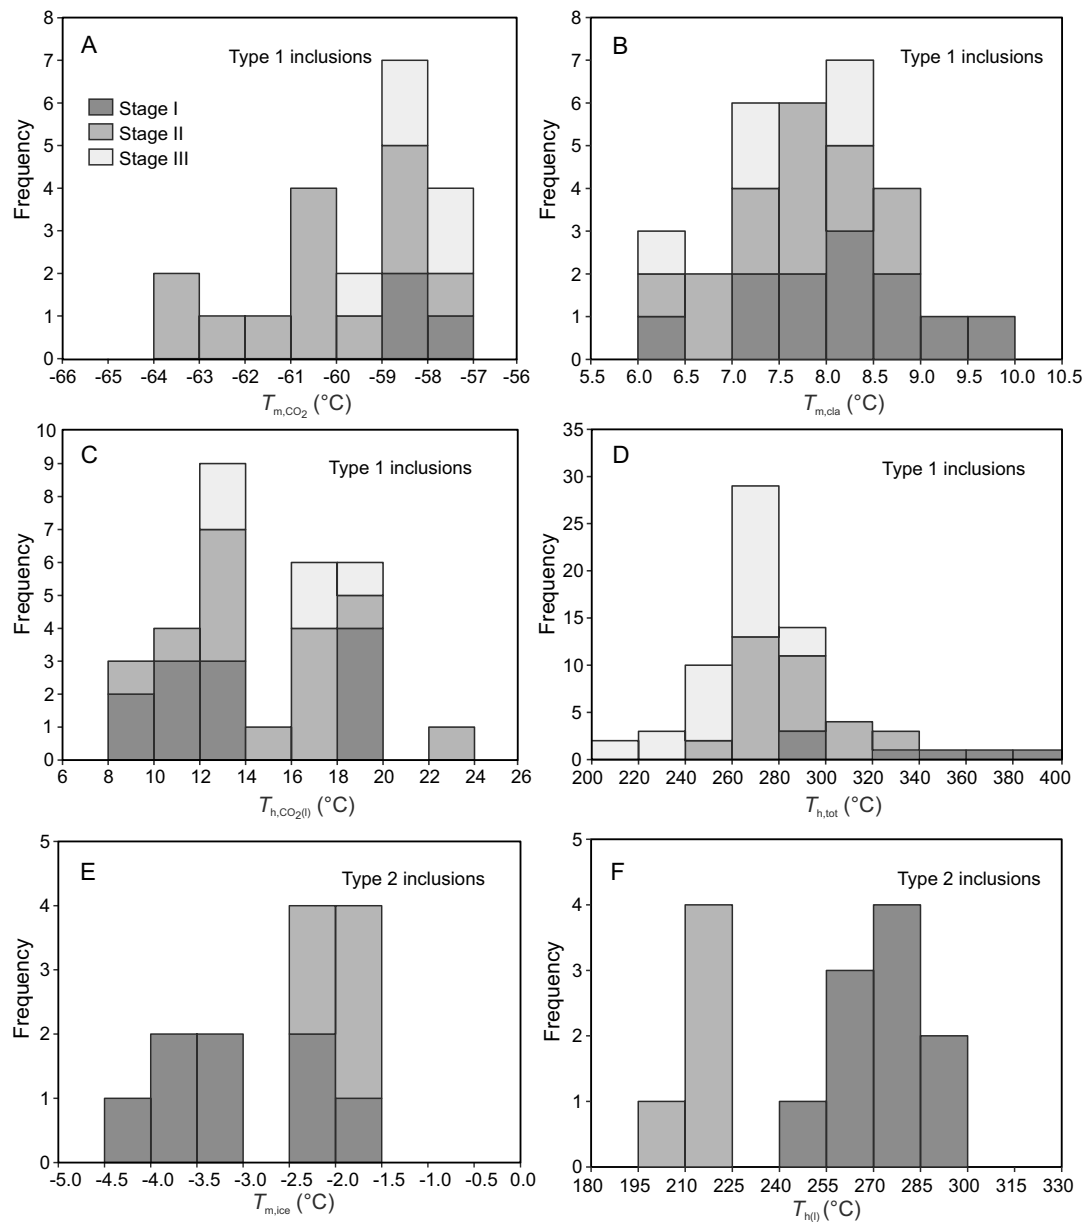 A
Type 1 inclusions
Stage I
Stage II
Stage III
Frequency
8
7
6
5
4
3
2
1
0
-66 -65 -64 -63 -62 -61 -60 -59 -58 -57 -56
Tm,CO2 (°C)
B
Type 1 inclusions
Frequency
8
7
6
5
4
3
2
1
0
5.5 6.0 6.5 7.0 7.5 8.0 8.5 9.0 9.5 10.0 10.5
Tm,cla (°C)
C
Type 1 inclusions
Frequency
10
9
8
7
6
5
4
3
2
1
0
6 8 10 12 14 16 18 20 22 24 26
Th,CO2(l) (°C)
D
Type 1 inclusions
Frequency
35
30
25
20
15
10
5
0
200 220 240 260 280 300 320 340 360 380 400
Th,tot (°C)
E
Type 2 inclusions
Frequency
5
4
3
2
1
0
-5.0 -4.5 -4.0 -3.5 -3.0 -2.5 -2.0 -1.5 -1.0 -0.5 0.0
Tm,ice (°C)
F
Type 2 inclusions
Frequency
5
4
3
2
1
0
180 195 210 225 240 255 270 285 300 315 330
Th(l) (°C)